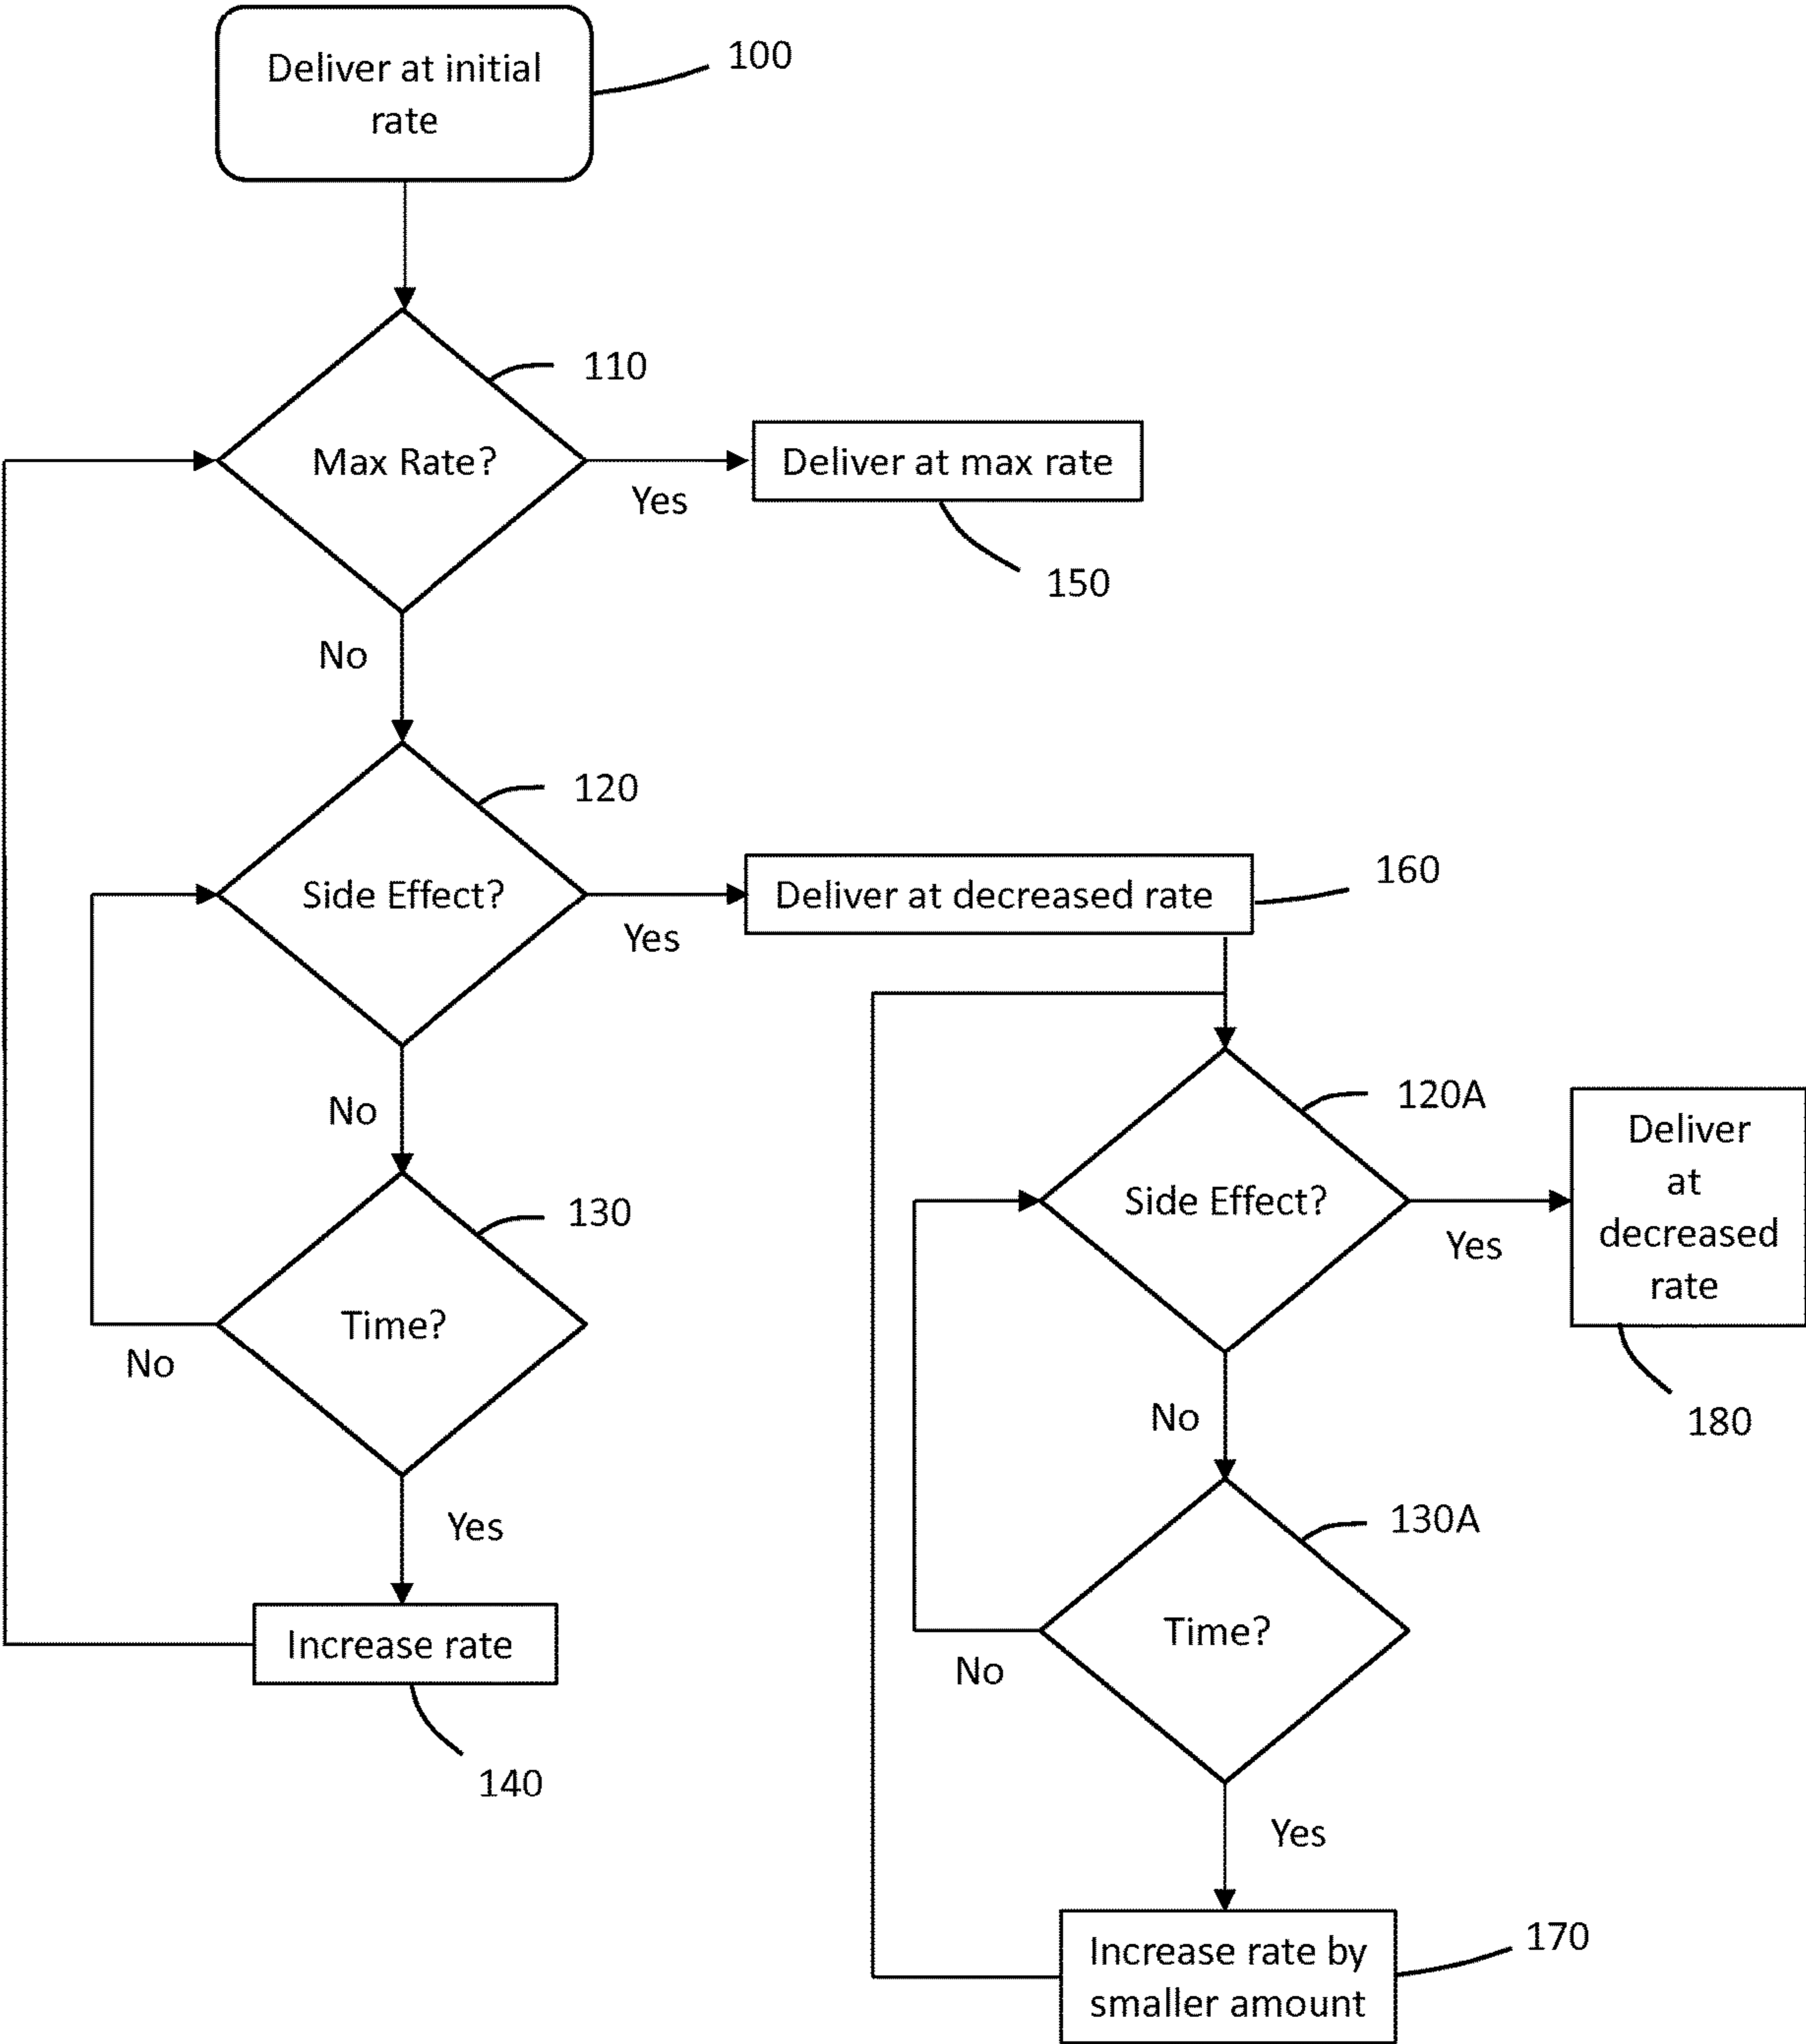 Deliver at initial
rate
100
110
Max Rate?
Yes
Deliver at max rate
150
No
120
Side Effect?
Yes
Deliver at decreased rate
160
No
130
Time?
No
Yes
Increase rate
140
120A
Side Effect?
Yes
Deliver
at
decreased
rate
180
No
130A
Time?
No
Yes
Increase rate by
smaller amount
170